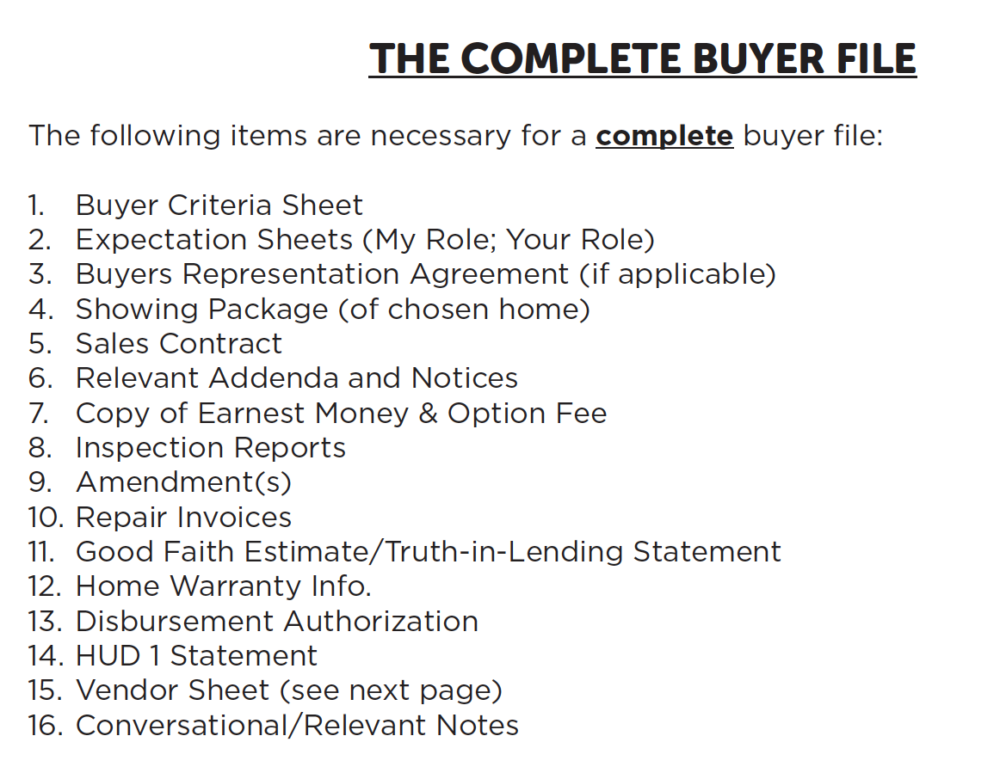 THE COMPLETE BUYER FILE
The following items are necessary for a complete buyer file:
1. Buyer Criteria Sheet
2. Expectation Sheets (My Role; Your Role)
3. Buyers Representation Agreement (if applicable)
4. Showing Package (of chosen home)
5. Sales Contract
6. Relevant Addenda and Notices
7. Copy of Earnest Money & Option Fee
8. Inspection Reports
9. Amendment(s)
10. Repair Invoices
11. Good Faith Estimate/Truth-in-Lending Statement
12. Home Warranty Info.
13. Disbursement Authorization
14. HUD 1 Statement
15. Vendor Sheet (see next page)
16. Conversational/Relevant Notes